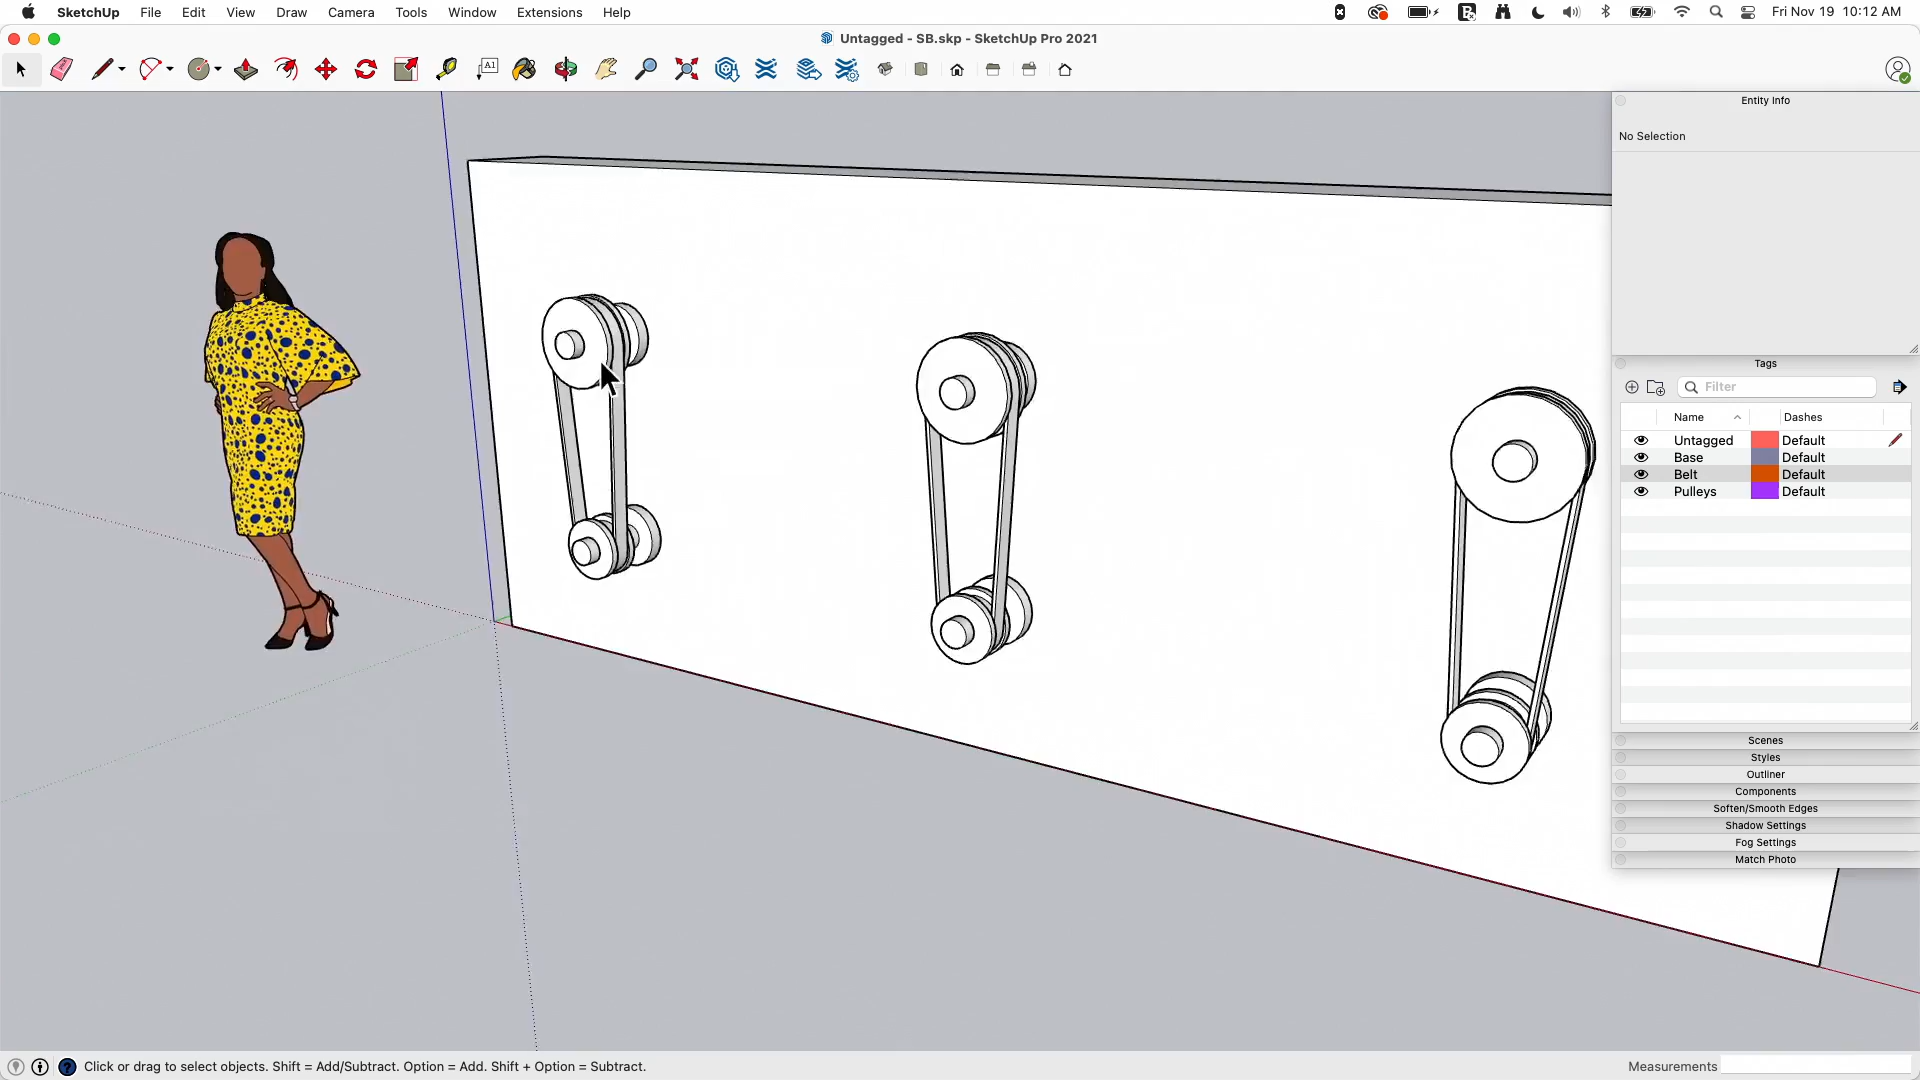 SketchUp File Edit View Draw Camera Tools Window Extensions Help Fri Nov 19 10:12 AM
Untagged - SB.skp - SketchUp Pro 2021
A1
Entity Info
No Selection
Tags
Filter
Name Dashes
Untagged Default
Base Default
Belt Default
Pulleys Default
Scenes
Styles
Outliner
Components
Soften/Smooth Edges
Shadow Settings
Fog Settings
Match Photo
Click or drag to select objects. Shift = Add/Subtract. Option = Add. Shift + Option = Subtract. Measurements